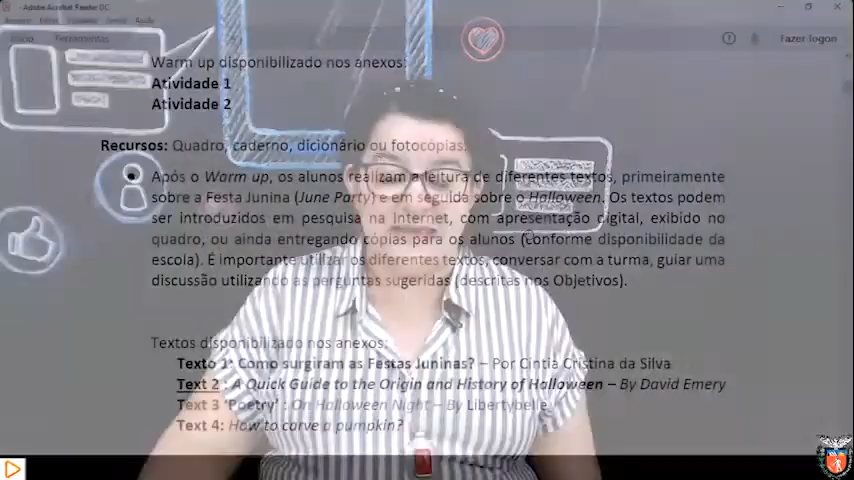 - Adobe Acrobat Reader DC
Início Ferramentas
Fazer logon
Warm up disponibilizado nos anexos:
Atividade 1
Atividade 2
Recursos: Quadro, caderno, dicionário ou fotocópias.
Após o Warm up, os alunos realizam a leitura de diferentes textos, primeiramente
sobre a Festa Junina (June Party) e em seguida sobre o Halloween. Os textos podem
ser introduzidos em pesquisa na Internet, com apresentação digital, exibido no
quadro, ou ainda entregando cópias para os alunos (conforme disponibilidade da
escola). É importante utilizar os diferentes textos, conversar com a turma, guiar uma
discussão utilizando as perguntas sugeridas (descritas nos Objetivos).
Textos disponibilizado nos anexos:
Texto 1: Como surgiram as Festas Juninas? – Por Cintia Cristina da Silva
Text 2 : A Quick Guide to the Origin and History of Halloween – By David Emery
Text 3 'Poetry' : On Halloween Night – By Libertybelle
Text 4: How to carve a pumpkin?